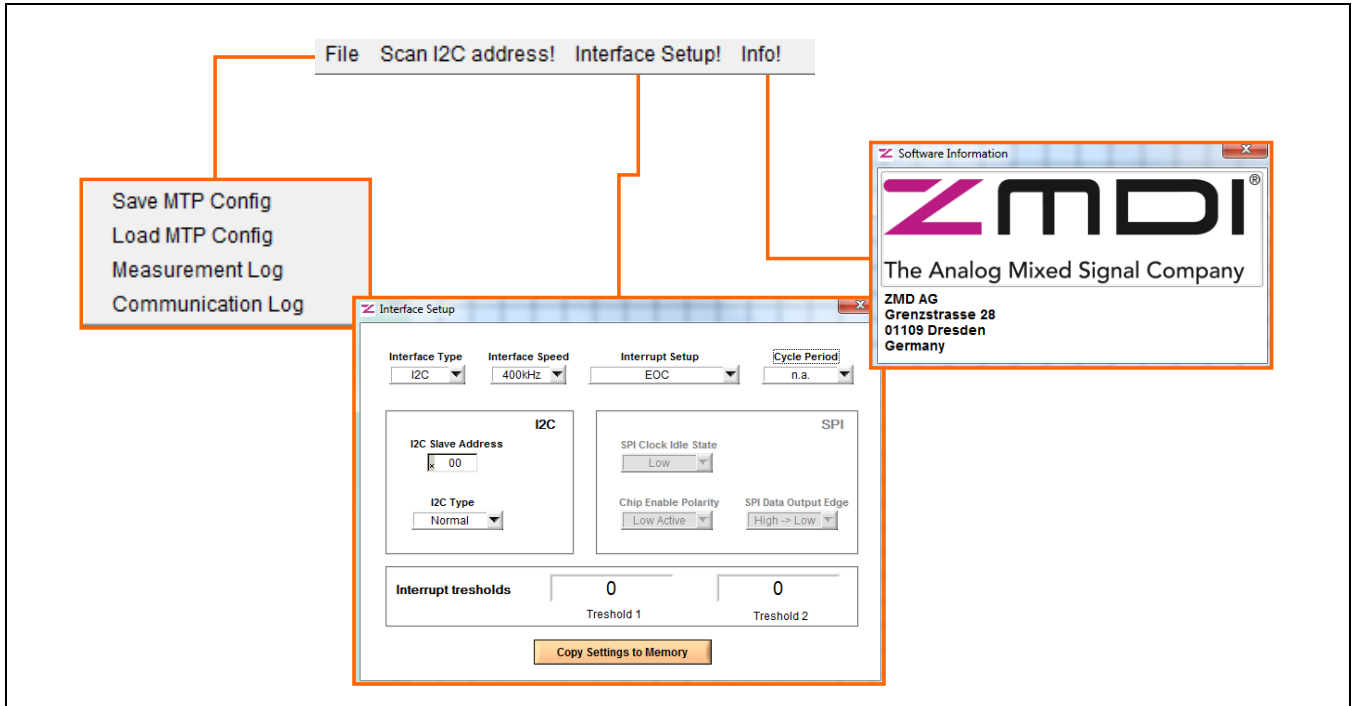 File Scan I2C address! Interface Setup! Info!
Save MTP Config
Load MTP Config
Measurement Log
Communication Log
Software Information
ZMDI®
The Analog Mixed Signal Company
ZMD AG
Grenzstrasse 28
01109 Dresden
Germany
Interface Setup
Interface Type Interface Speed Interrupt Setup Cycle Period
I2C 400kHz EOC n.a.
I2C
I2C Slave Address
x 00
I2C Type
Normal
SPI
SPI Clock Idle State
Low
Chip Enable Polarity SPI Data Output Edge
Low Active High -> Low
Interrupt tresholds 0 0
Treshold 1 Treshold 2
Copy Settings to Memory